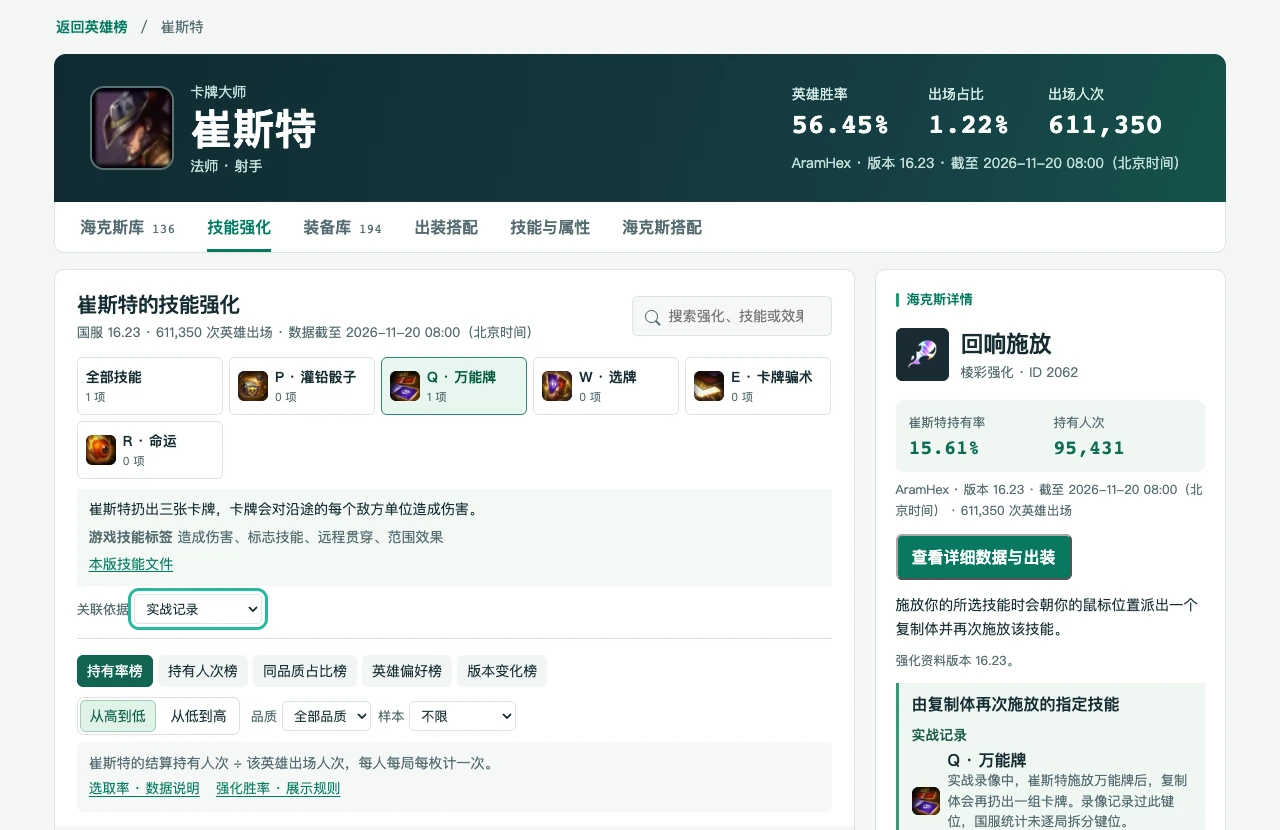 返回英雄榜 / 崔斯特
卡牌大师
崔斯特
法师 · 射手
英雄胜率 出场占比 出场人次
56.45% 1.22% 611,350
AramHex · 版本 16.23 · 截至 2026-11-20 08:00（北京时间）
海克斯库 136 技能强化 装备库 194 出装搭配 技能与属性 海克斯搭配
崔斯特的技能强化
国服 16.23 · 611,350 次英雄出场 · 数据截至 2026-11-20 08:00（北京时间）
搜索强化、技能或效果
全部技能
1 项
P · 灌铅骰子
0 项
Q · 万能牌
1 项
W · 选牌
0 项
E · 卡牌骗术
0 项
R · 命运
0 项
崔斯特扔出三张卡牌，卡牌会对沿途的每个敌方单位造成伤害。
游戏技能标签 造成伤害、标志技能、远程贯穿、范围效果
本版技能文件
关联依据 实战记录
持有率榜 持有人次榜 同品质占比榜 英雄偏好榜 版本变化榜
从高到低 从低到高 品质 全部品质 样本 不限
崔斯特的结算持有人次 ÷ 该英雄出场人次，每人每局每枚计一次。
选取率 · 数据说明 强化胜率 · 展示规则
海克斯详情
回响施放
棱彩强化 · ID 2062
崔斯特持有率 持有人次
15.61% 95,431
AramHex · 版本 16.23 · 截至 2026-11-20 08:00（北
京时间） · 611,350 次英雄出场
查看详细数据与出装
施放你的所选技能时会朝你的鼠标位置派出一个
复制体并再次施放该技能。
强化资料版本 16.23。
由复制体再次施放的指定技能
实战记录
Q · 万能牌
实战录像中，崔斯特施放万能牌后，复制
体会再扔出一组卡牌。录像记录过此键
位，国服统计未逐局拆分键位。